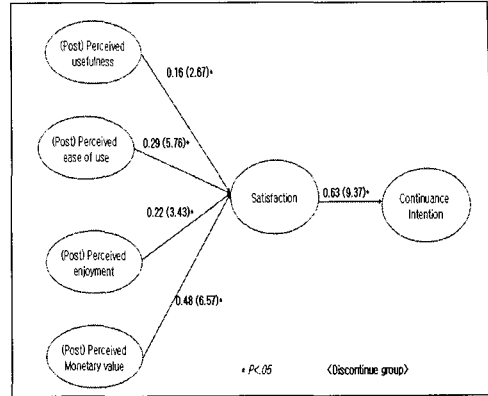 (Post) Perceived
usefulness
0.16 (2.67)*
(Post) Perceived
ease of use
0.29 (5.76)*
Satisfaction
0.63 (9.37)*
Continuance
Intention
0.22 (3.43)*
(Post) Perceived
enjoyment
0.48 (6.57)*
(Post) Perceived
Monetary value
* P<.05
<Discontinue group>